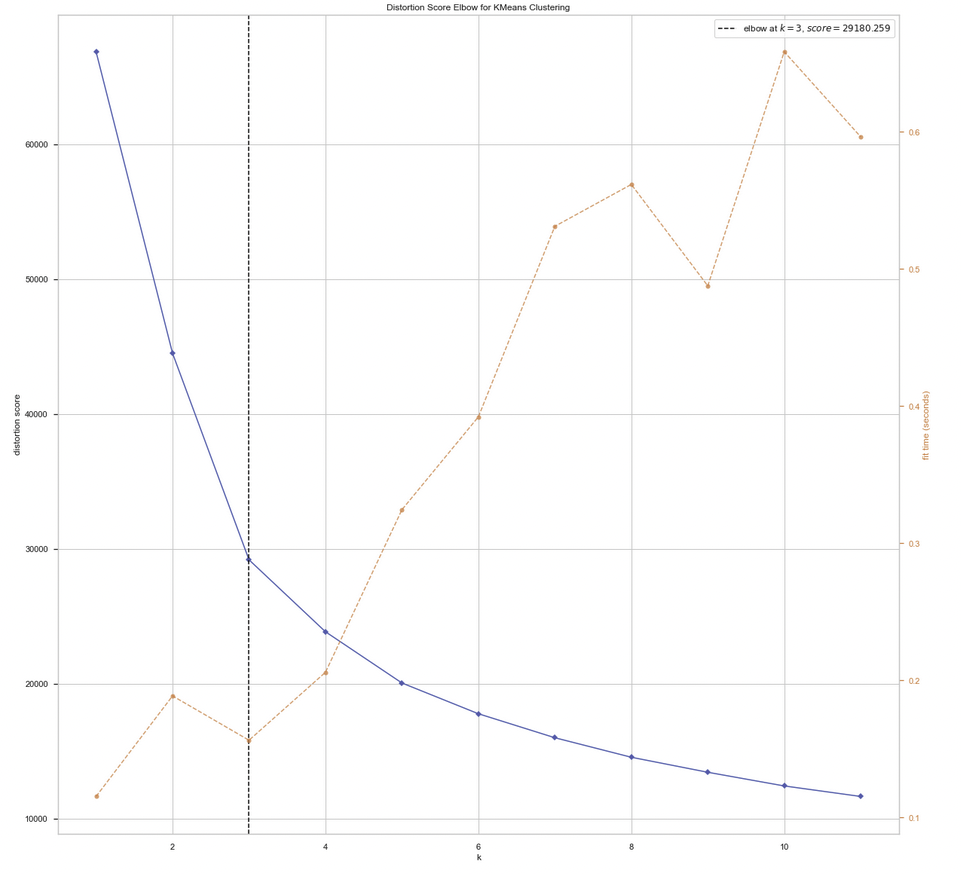 Distortion Score Elbow for KMeans Clustering
elbow at k = 3, score = 29180.259
60000
50000
40000
30000
20000
10000
distortion score
0.6
0.5
0.4
0.3
0.2
0.1
fit time (seconds)
2 4 6 8 10
k